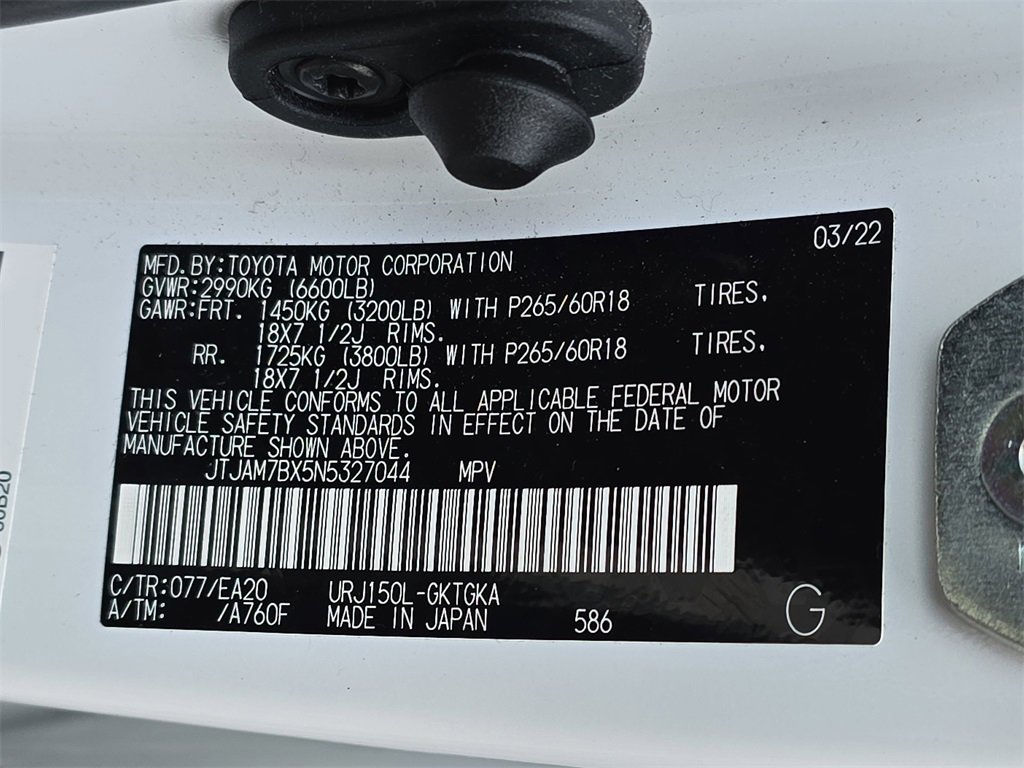 03/22
MFD.BY:TOYOTA MOTOR CORPORATION
GVWR:2990KG (6600LB)
GAWR:FRT. 1450KG (3200LB) WITH P265/60R18 TIRES.
18X7 1/2J RIMS.
RR. 1725KG (3800LB) WITH P265/60R18 TIRES.
18X7 1/2J RIMS.
THIS VEHICLE CONFORMS TO ALL APPLICABLE FEDERAL MOTOR
VEHICLE SAFETY STANDARDS IN EFFECT ON THE DATE OF
MANUFACTURE SHOWN ABOVE.
JTJAM7BX5N5327044 MPV
C/TR:077/EA20 URJ150L-GKTGKA
A/TM: /A760F MADE IN JAPAN 586 G